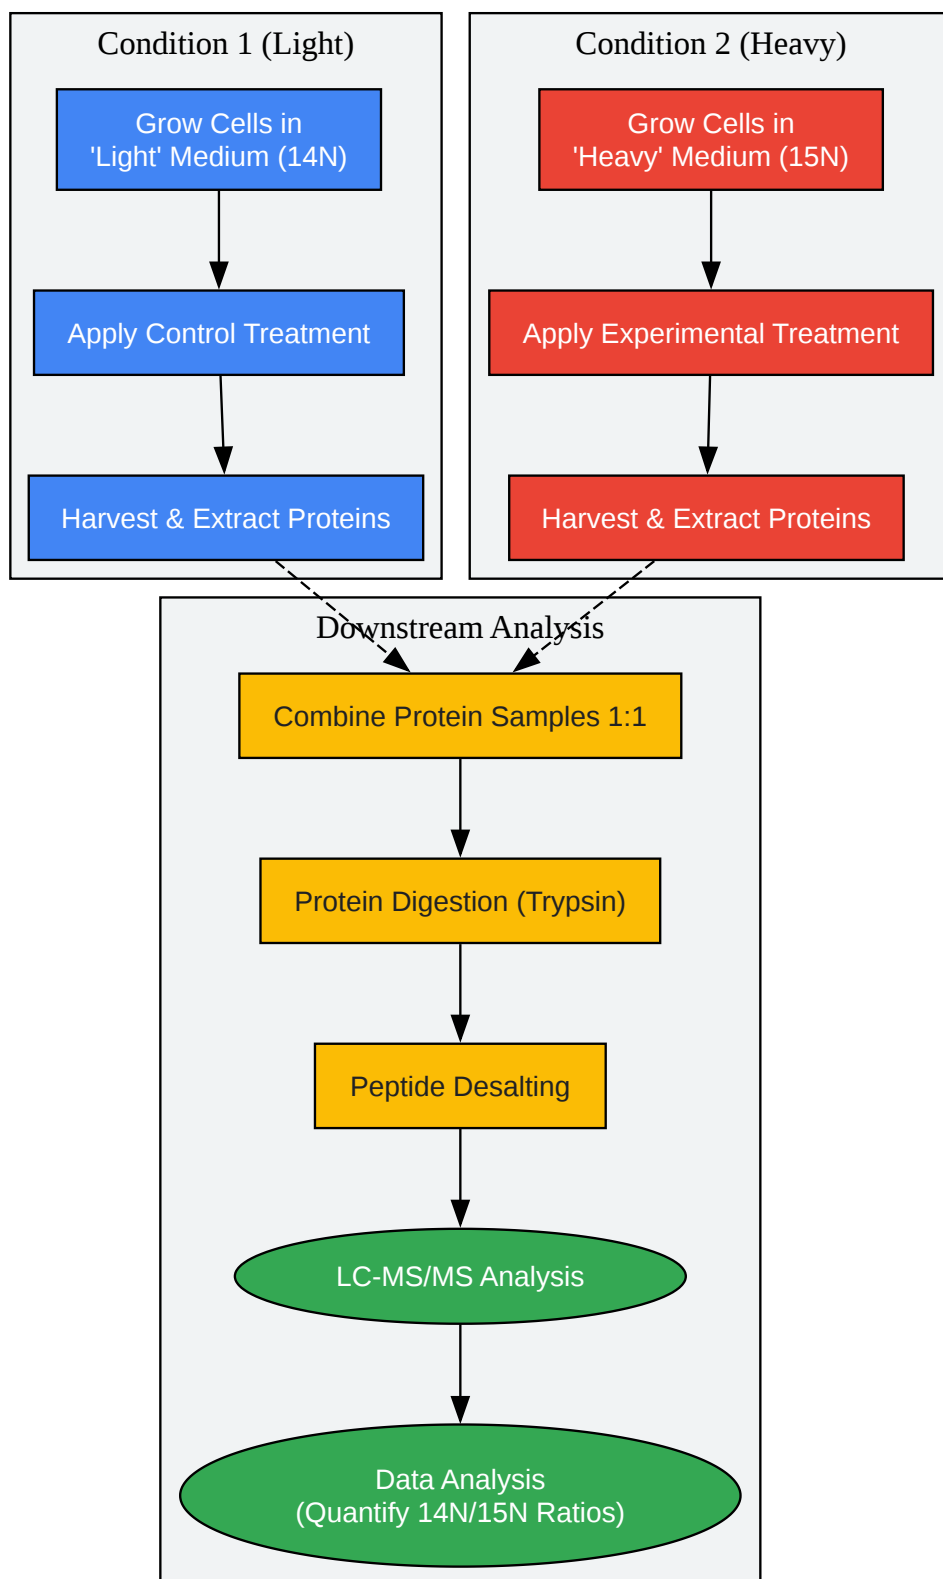 Condition 1 (Light)
Grow Cells in
'Light' Medium (14N)
Apply Control Treatment
Harvest & Extract Proteins
Condition 2 (Heavy)
Grow Cells in
'Heavy' Medium (15N)
Apply Experimental Treatment
Harvest & Extract Proteins
Downstream Analysis
Combine Protein Samples 1:1
Protein Digestion (Trypsin)
Peptide Desalting
LC-MS/MS Analysis
Data Analysis
(Quantify 14N/15N Ratios)